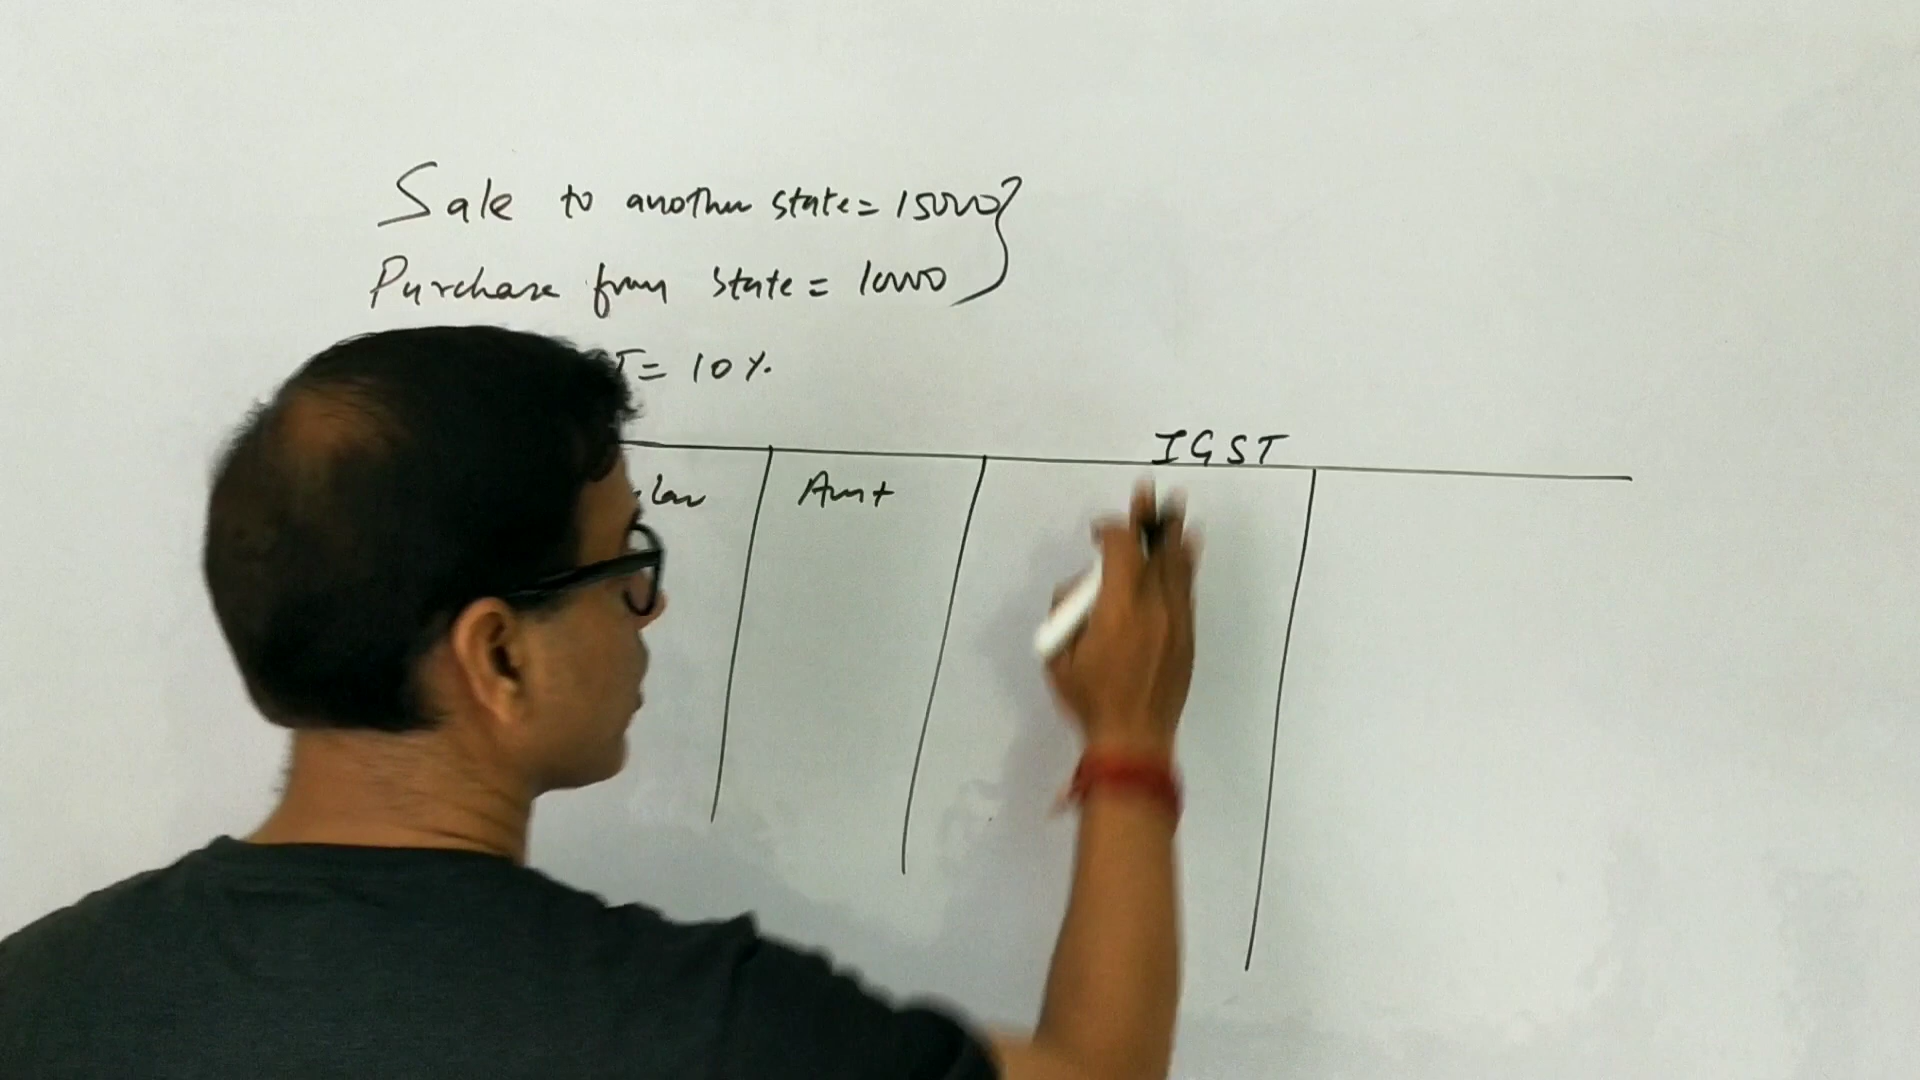 Sale to another state = 15000
Purchase from state = 10000
T = 10%.
IGST
Amt